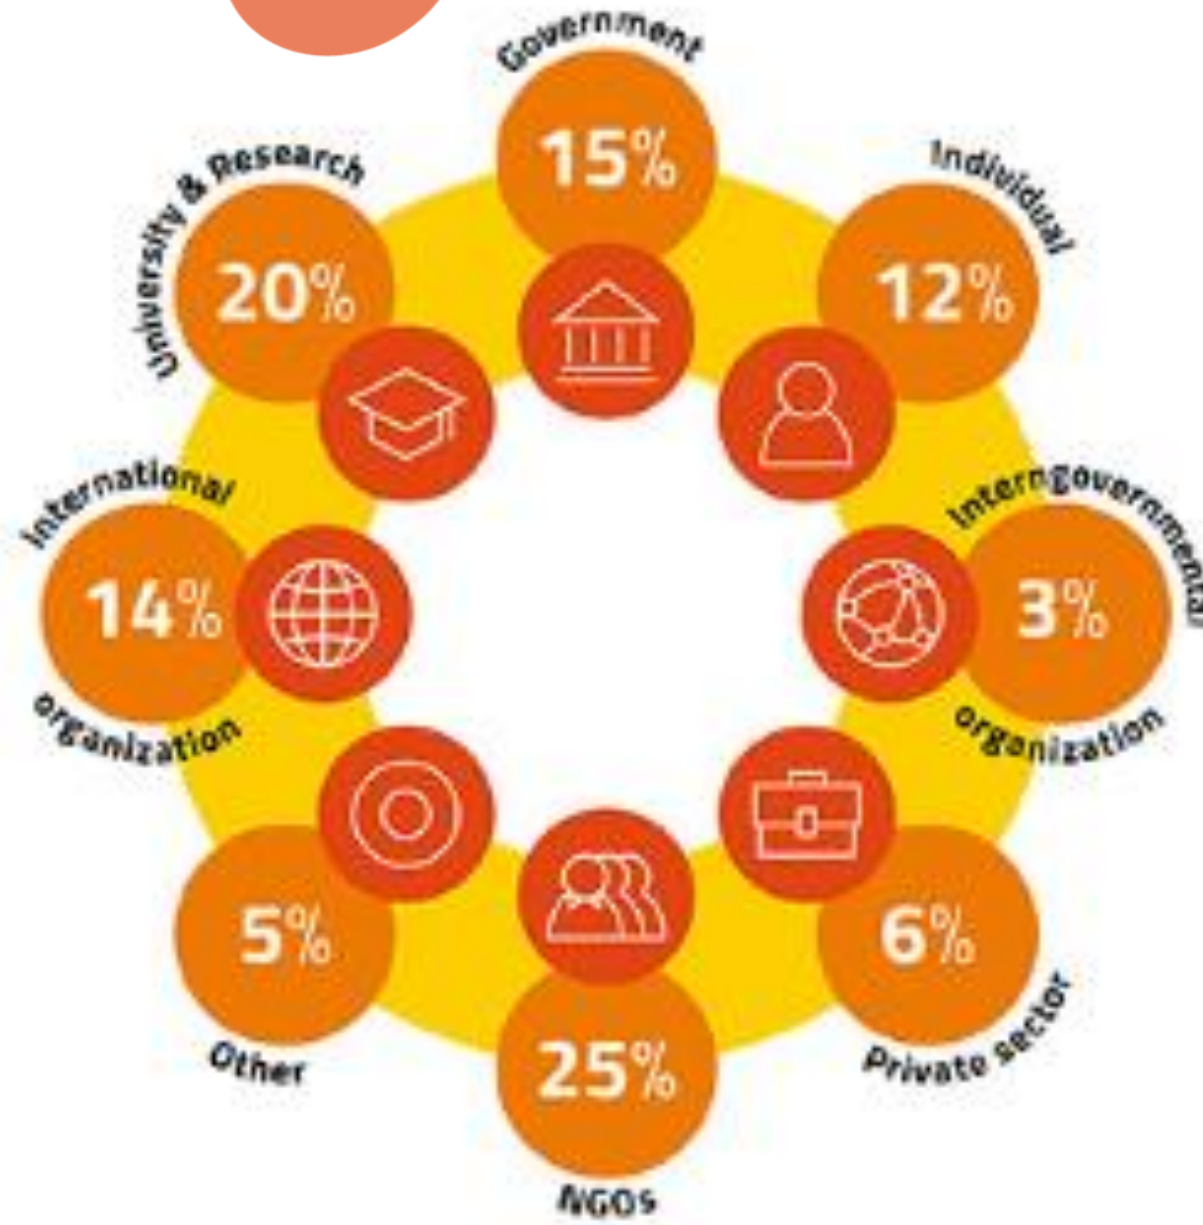 Government
15%
Individual
12%
Interngovernmental
organization
3%
Private sector
6%
NGOs
25%
Other
5%
International
organization
14%
University & Research
20%